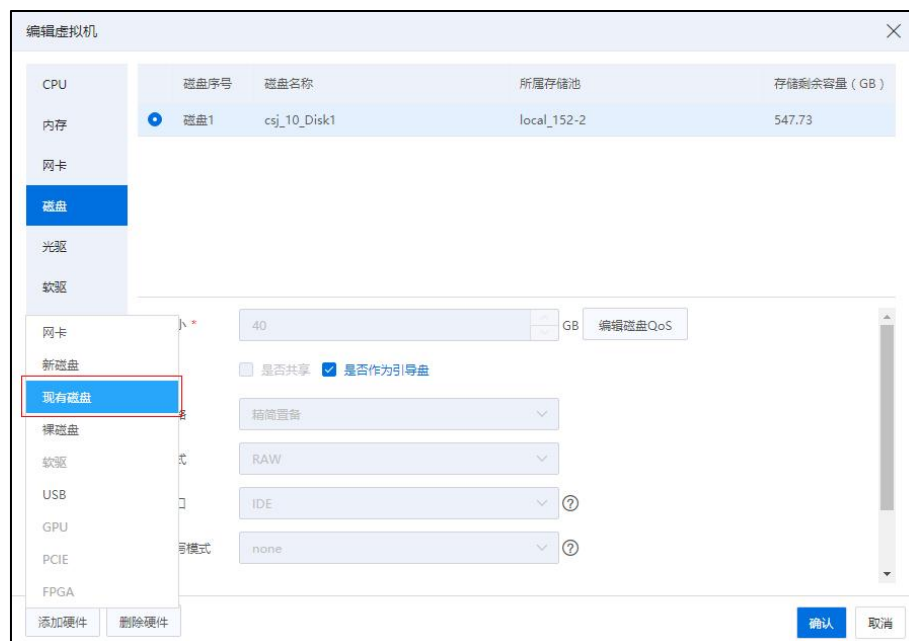 编辑虚拟机
CPU
内存
网卡
磁盘
光驱
软驱
磁盘序号 磁盘名称 所属存储池 存储剩余容量（GB）
磁盘1 csj_10_Disk1 local_152-2 547.73
小 * 40 GB 编辑磁盘QoS
是否共享 是否作为引导盘
略 精简置备
式 RAW
口 IDE
写模式 none
网卡
新磁盘
现有磁盘
裸磁盘
软驱
USB
GPU
PCIE
FPGA
添加硬件 删除硬件
确认 取消